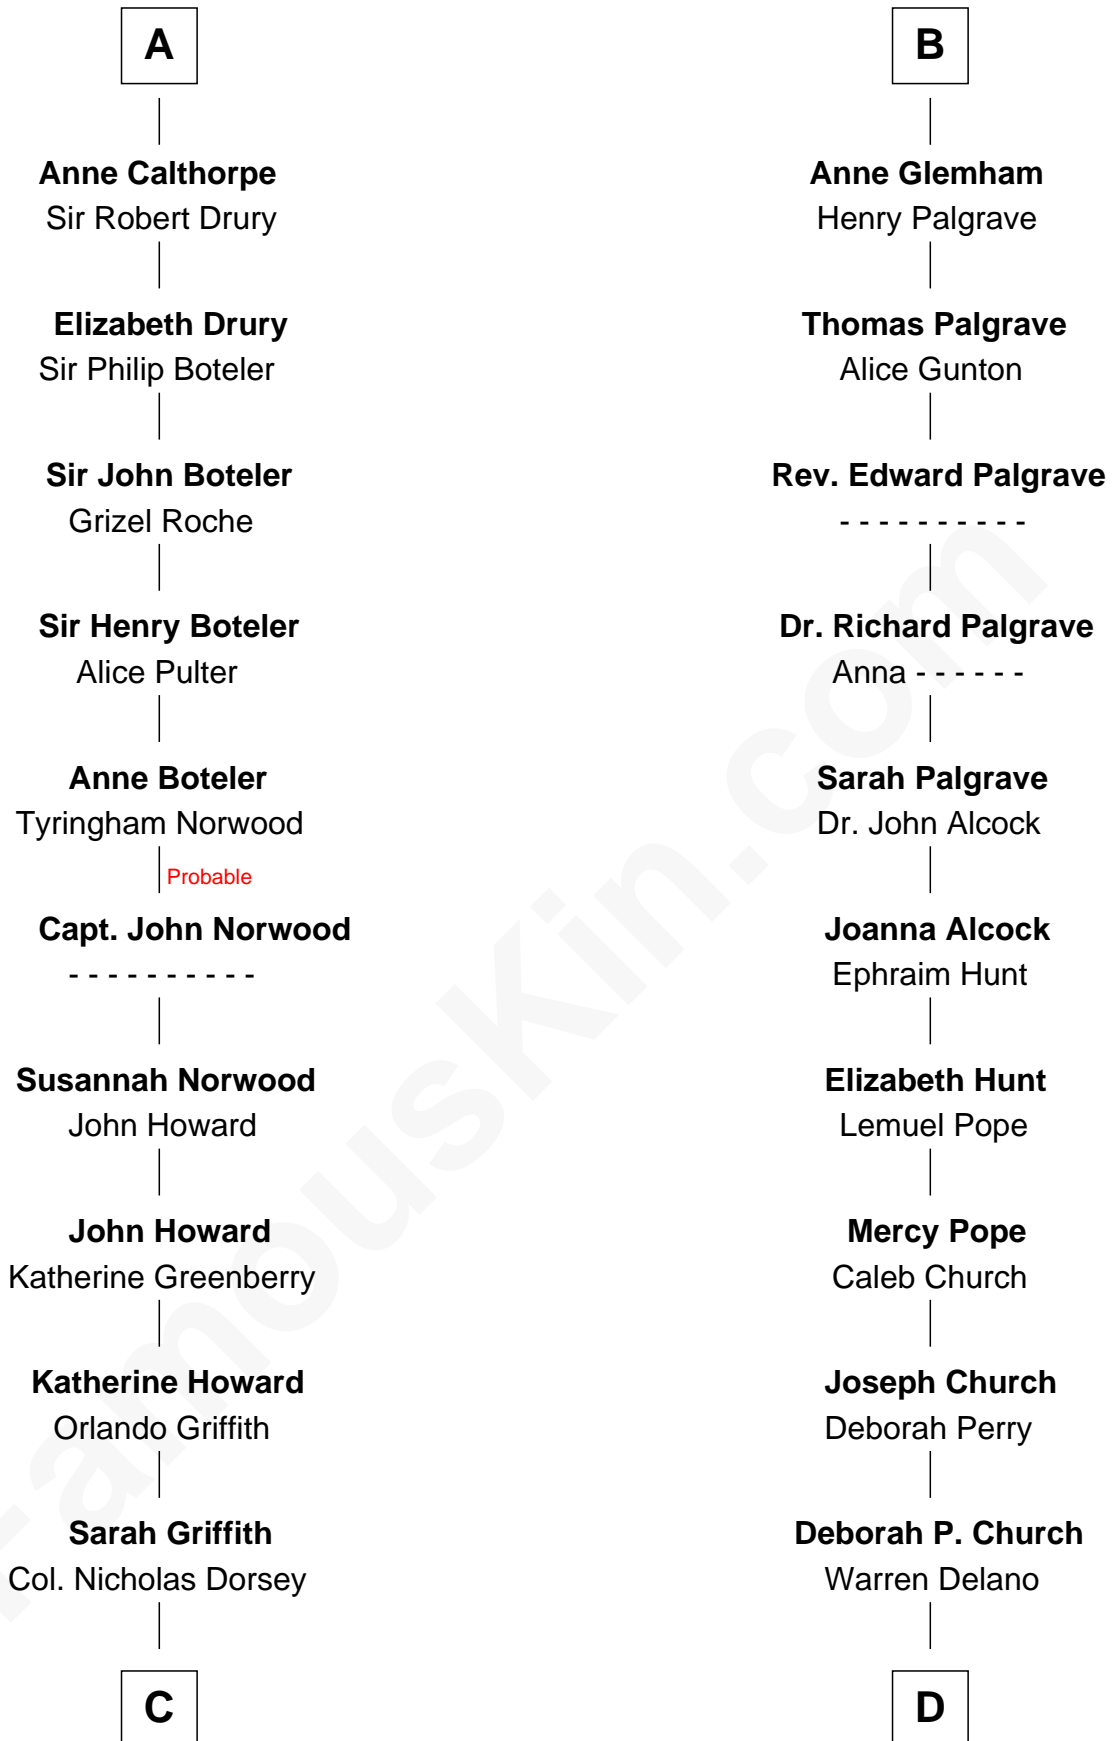 A
Anne Calthorpe
Sir Robert Drury
Elizabeth Drury
Sir Philip Boteler
Sir John Boteler
Grizel Roche
Sir Henry Boteler
Alice Pulter
Anne Boteler
Tyringham Norwood
Probable
Capt. John Norwood
- - - - - - - - - -
Susannah Norwood
John Howard
John Howard
Katherine Greenberry
Katherine Howard
Orlando Griffith
Sarah Griffith
Col. Nicholas Dorsey
C
B
Anne Glemham
Henry Palgrave
Thomas Palgrave
Alice Gunton
Rev. Edward Palgrave
- - - - - - - - - -
Dr. Richard Palgrave
Anna - - - - - -
Sarah Palgrave
Dr. John Alcock
Joanna Alcock
Ephraim Hunt
Elizabeth Hunt
Lemuel Pope
Mercy Pope
Caleb Church
Joseph Church
Deborah Perry
Deborah P. Church
Warren Delano
D
FamousKin.com